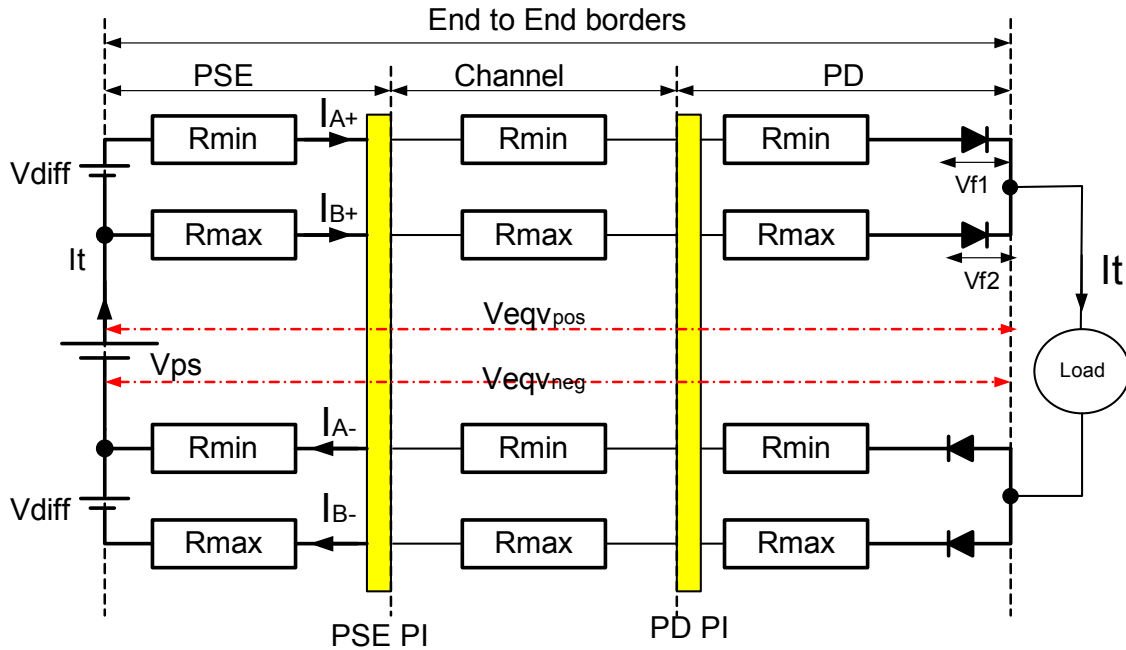 End to End borders
PSE Channel PD
IA+
Rmin Rmin Rmin
Vdiff
Vf1
IB+
Rmax Rmax Rmax
It
Vf2
It
Veqvpos
Vps
Veqvneg
Load
IA-
Rmin Rmin Rmin
Vdiff
IB-
Rmax Rmax Rmax
PSE PI PD PI